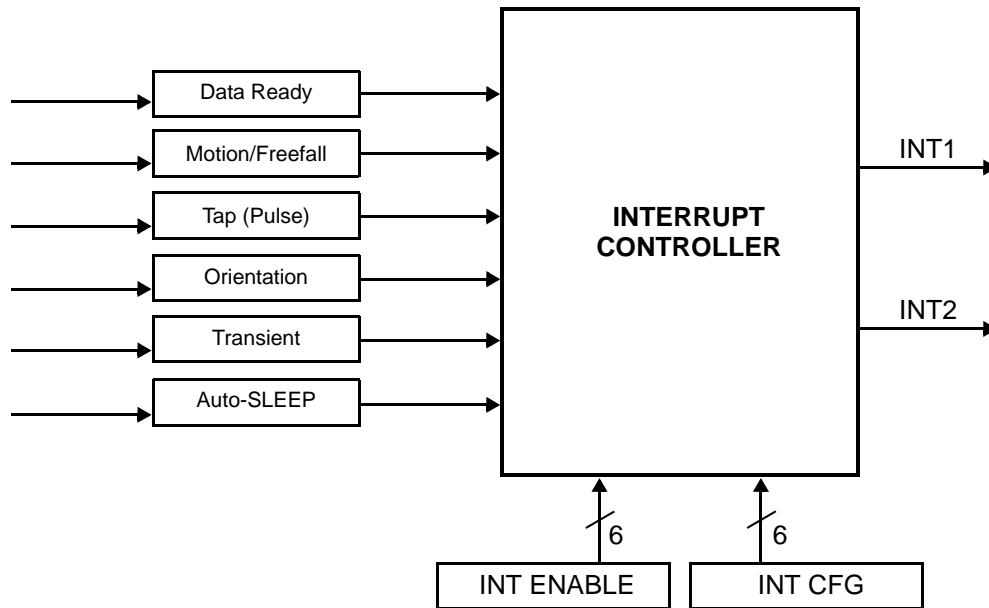 Data Ready
Motion/Freefall
Tap (Pulse)
Orientation
Transient
Auto-SLEEP
INTERRUPT
CONTROLLER
INT1
INT2
6
6
INT ENABLE
INT CFG